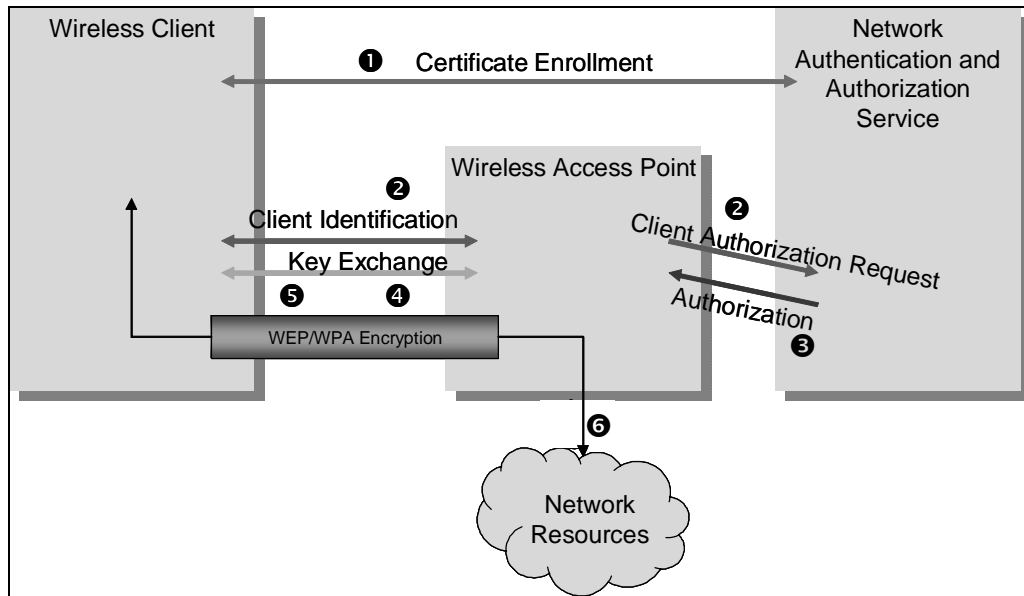 Wireless Client
Network
Authentication and
Authorization
Service
❶ Certificate Enrollment
Wireless Access Point
❷
Client Identification
Key Exchange
❺ ❹
WEP/WPA Encryption
❷
Client Authorization Request
Authorization
❸
❻
Network
Resources